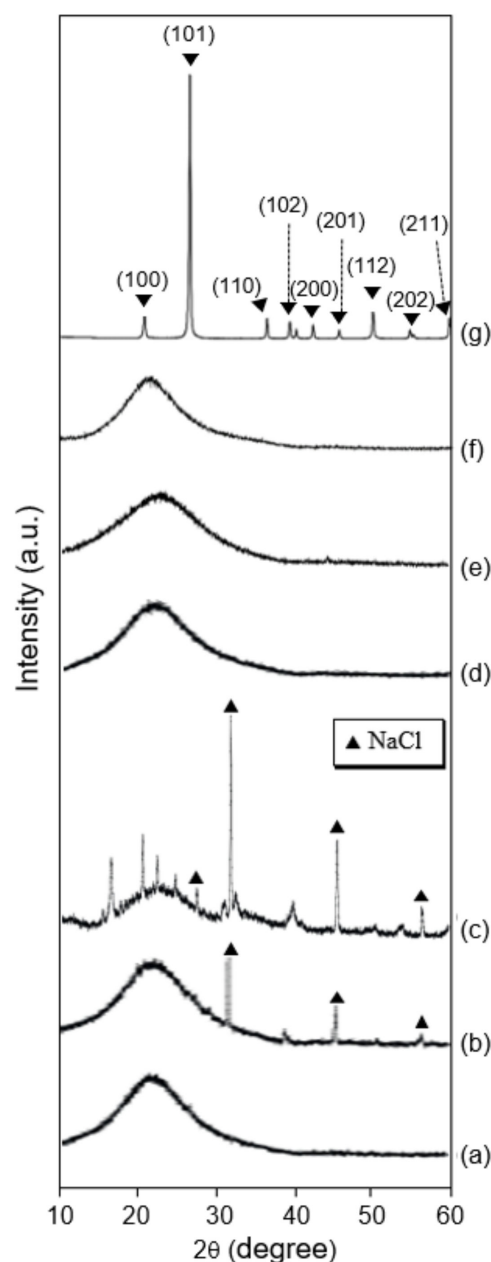 (101)
(102)
(201)
(211)
(100)
(110)
(200)
(112)
(202)
(g)
(f)
(e)
(d)
▲ NaCl
(c)
(b)
(a)
Intensity (a.u.)
10 20 30 40 50 60
2θ (degree)